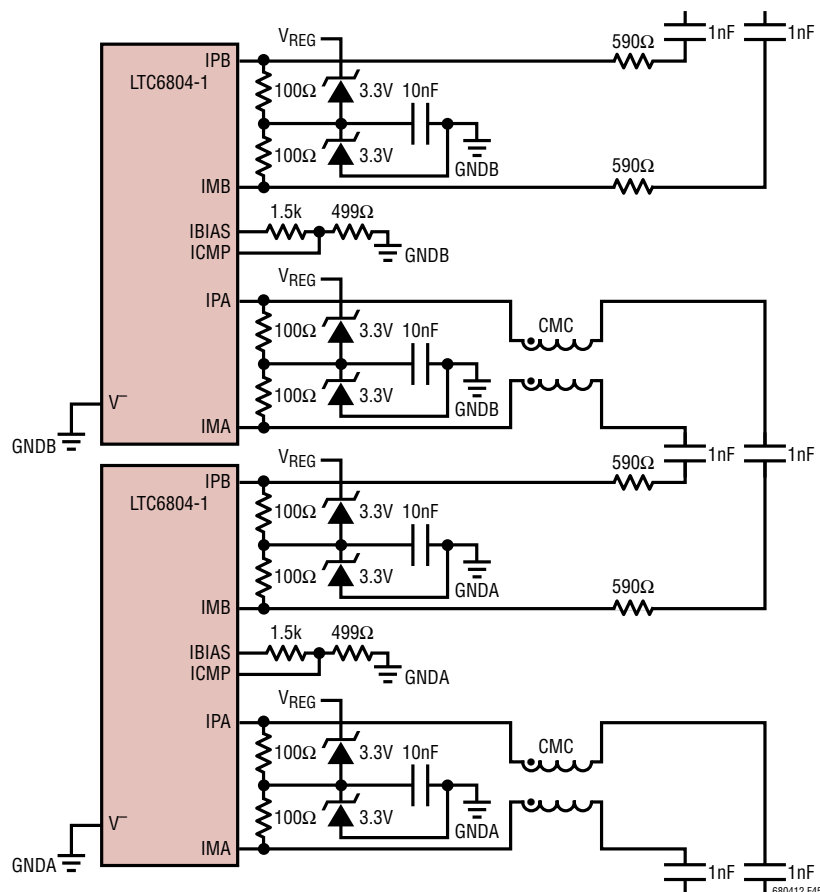 1nF 1nF
VREG
IPB
590Ω
LTC6804-1
100Ω 3.3V 10nF
100Ω 3.3V
GNDB
590Ω
IMB
1.5k 499Ω
IBIAS
ICMP
GNDB
VREG
IPA
CMC
100Ω 3.3V 10nF
100Ω 3.3V
GNDB
V–
IMA
GNDB
1nF 1nF
VREG
590Ω
IPB
LTC6804-1
100Ω 3.3V 10nF
100Ω 3.3V
GNDA
590Ω
IMB
1.5k 499Ω
IBIAS
ICMP
GNDA
VREG
IPA
CMC
100Ω 3.3V 10nF
100Ω 3.3V
GNDA
V–
IMA
GNDA
1nF 1nF
680412 F45